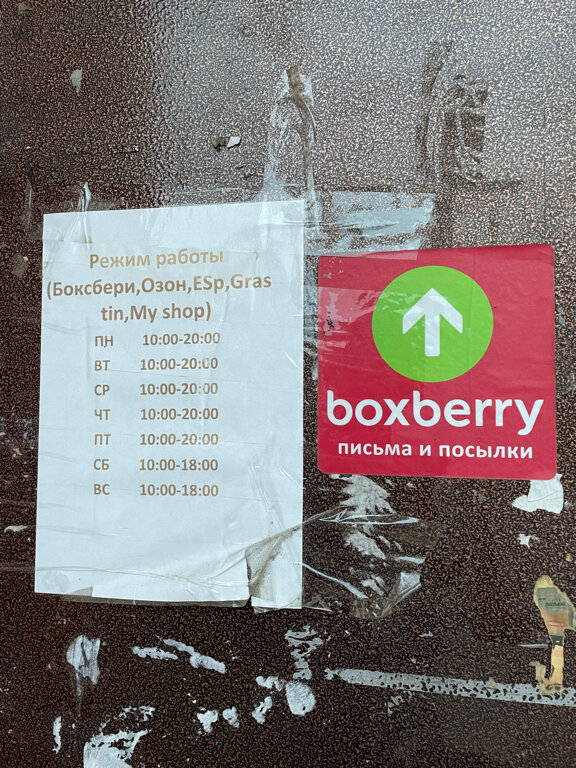 Режим работы
(Боксбери,Озон,ESp,Gras
tin,My shop)
ПН 10:00-20:00
ВТ 10:00-20:00
СР 10:00-20:00
ЧТ 10:00-20:00
ПТ 10:00-20:00
СБ 10:00-18:00
ВС 10:00-18:00
boxberry
письма и посылки